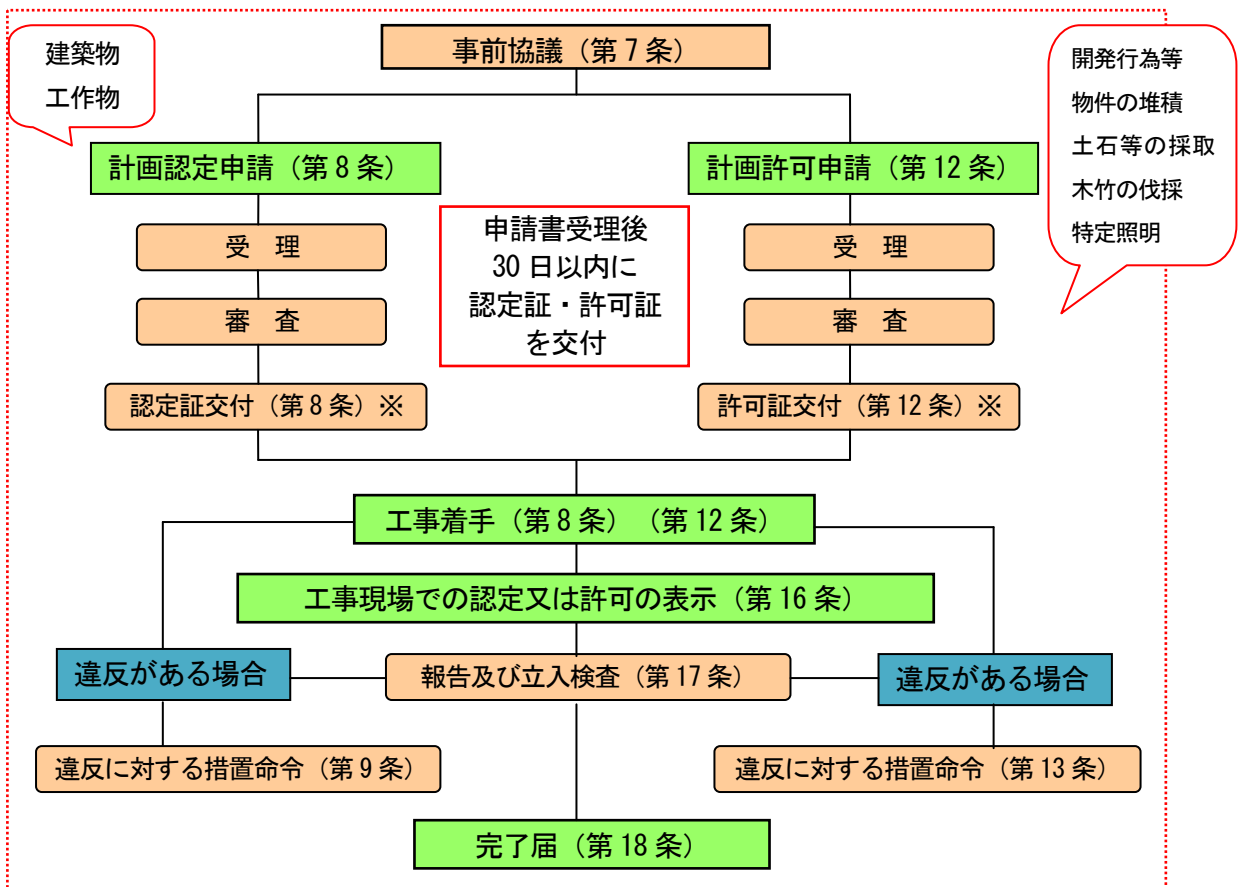 建築物
工作物
事前協議（第7条）
開発行為等
物件の堆積
土石等の採取
木竹の伐採
特定照明
計画認定申請（第8条）
計画許可申請（第12条）
受　理
審　査
認定証交付（第8条）※
申請書受理後
30日以内に
認定証・許可証
を交付
受　理
審　査
許可証交付（第12条）※
工事着手（第8条）（第12条）
工事現場での認定又は許可の表示（第16条）
違反がある場合
報告及び立入検査（第17条）
違反がある場合
違反に対する措置命令（第9条）
違反に対する措置命令（第13条）
完了届（第18条）